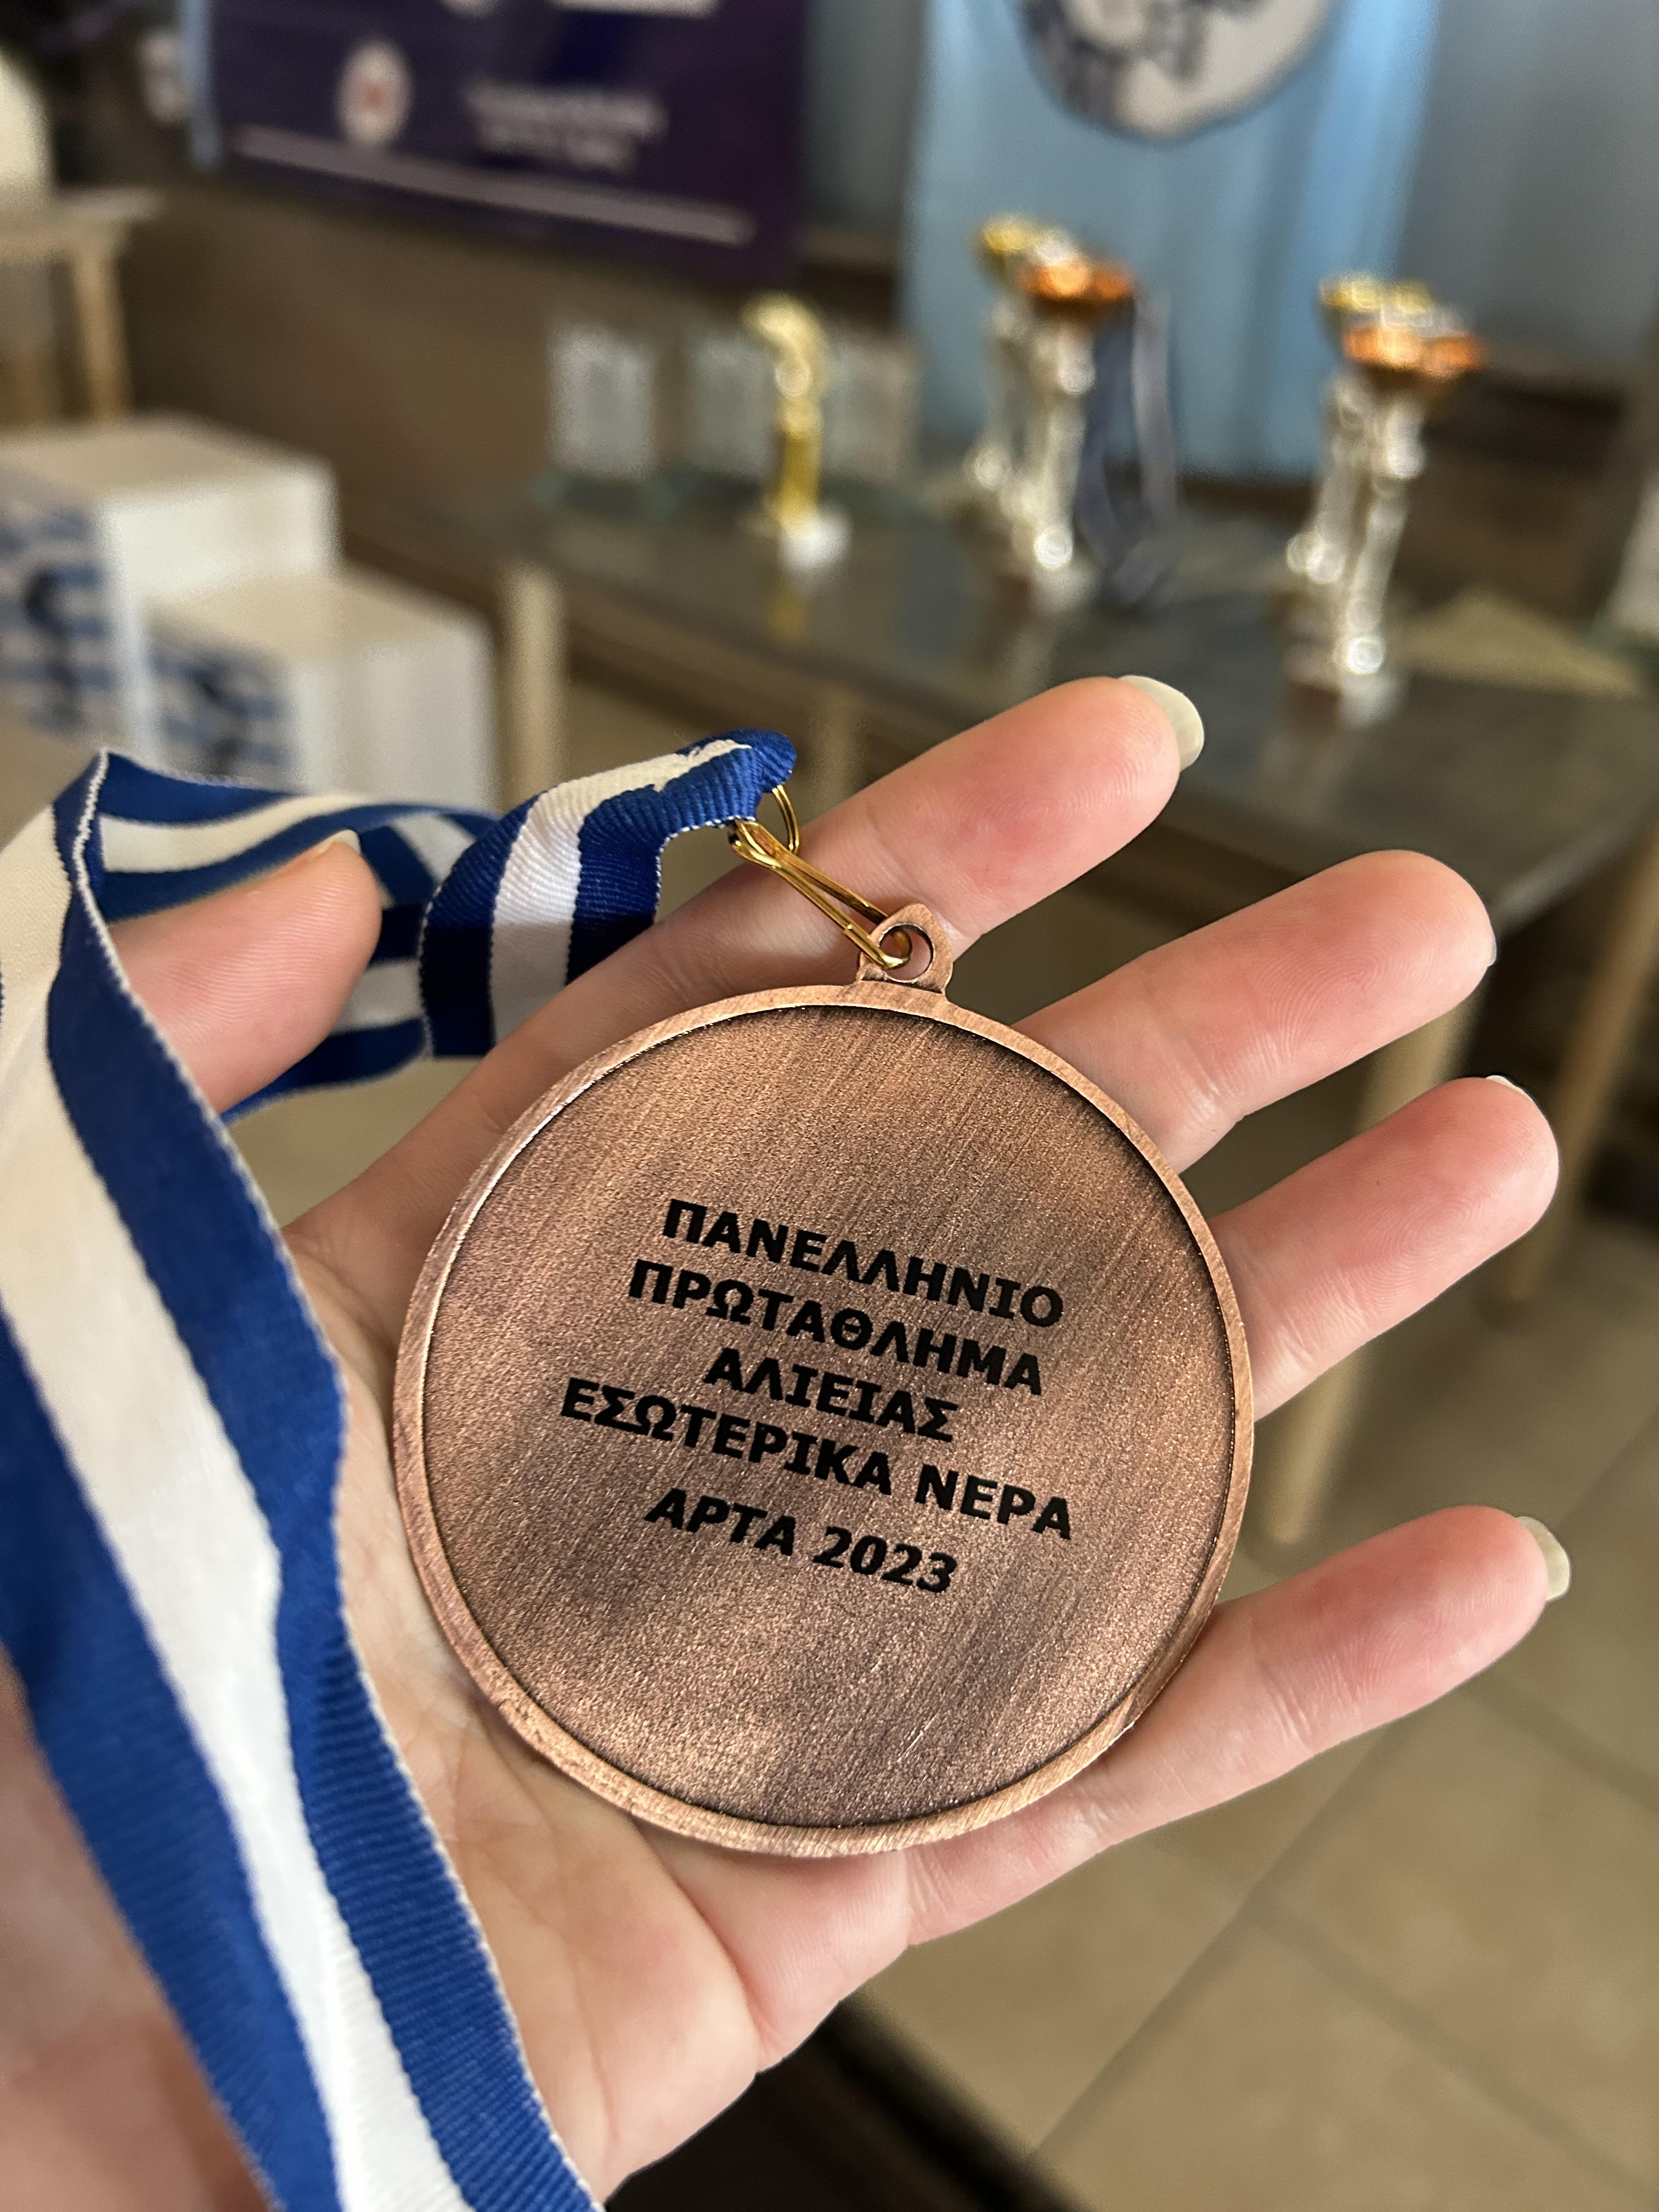 ΠΑΝΕΛΛΗΝΙΟ
ΠΡΩΤΑΘΛΗΜΑ
ΑΛΙΕΙΑΣ
ΕΣΩΤΕΡΙΚΑ ΝΕΡΑ
ΑΡΤΑ 2023